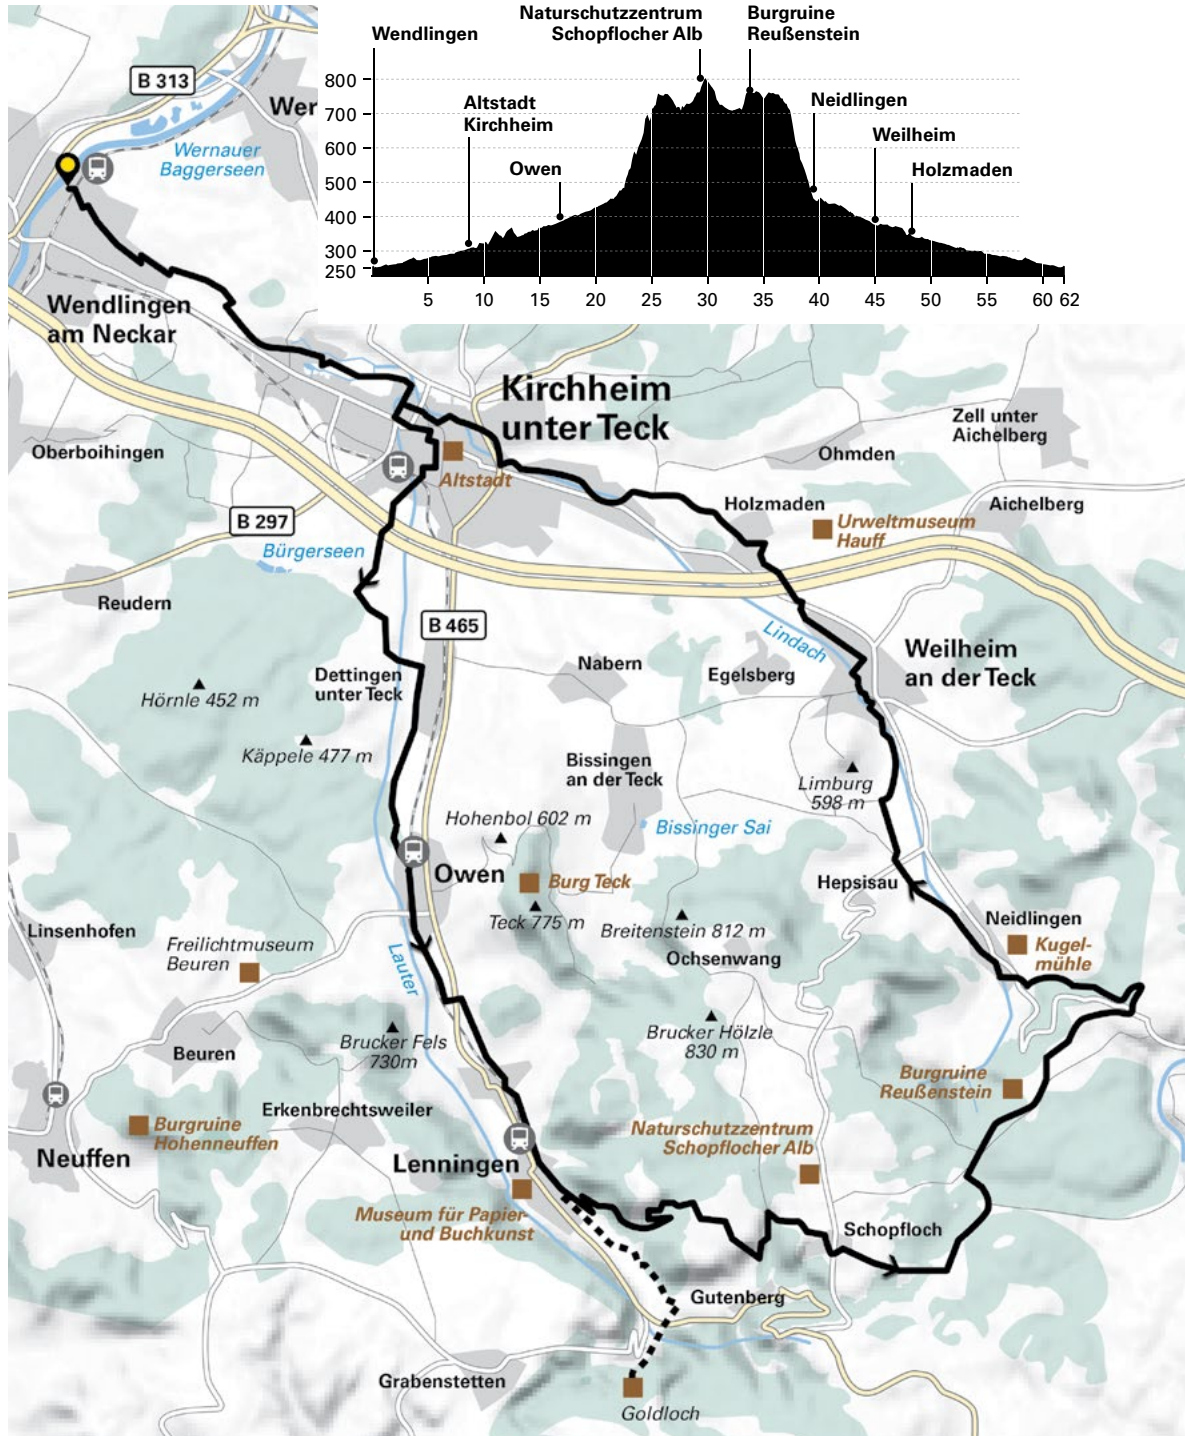 Naturschutzzentrum
Schopflocher Alb
Burgruine
Reußenstein
Wendlingen
Altstadt
Kirchheim
Owen
Neidlingen
Weilheim
Holzmaden
800
700
600
500
400
300
250
5 10 15 20 25 30 35 40 45 50 55 60 62
B 313
Wer
Wernauer
Baggerseen
Wendlingen
am Neckar
Kirchheim
unter Teck
Zell unter
Aichelberg
Oberboihingen
Ohmden
Altstadt
Holzmaden
Aichelberg
B 297
Urweltmuseum
Hauff
Bürgerseen
Reudern
B 465
Lindach
Weilheim
an der Teck
Nabern
Egelsberg
Dettingen
unter Teck
Hörnle 452 m
Käppele 477 m
Bissingen
an der Teck
Limburg
598 m
Hohenbol 602 m
Bissinger Sai
Owen
Burg Teck
Hepsisau
Teck 775 m
Breitenstein 812 m
Neidlingen
Linsenhofen
Freilichtmuseum
Beuren
Lauter
Ochsenwang
Kugel-
mühle
Beuren
Brucker Fels
730m
Brucker Hölzle
830 m
Burgruine
Reußenstein
Erkenbrechtsweiler
Burgruine
Hohenneuffen
Naturschutzzentrum
Schopflocher Alb
Neuffen
Lenningen
Museum für Papier-
und Buchkunst
Schopfloch
Gutenberg
Grabenstetten
Goldloch